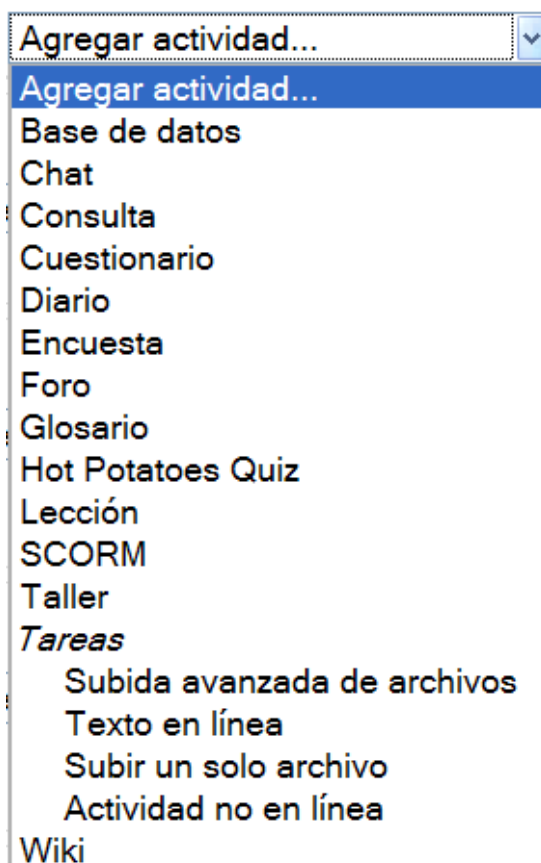 Agregar actividad...
Agregar actividad...
Base de datos
Chat
Consulta
Cuestionario
Diario
Encuesta
Foro
Glosario
Hot Potatoes Quiz
Lección
SCORM
Taller
Tareas
Subida avanzada de archivos
Texto en línea
Subir un solo archivo
Actividad no en línea
Wiki